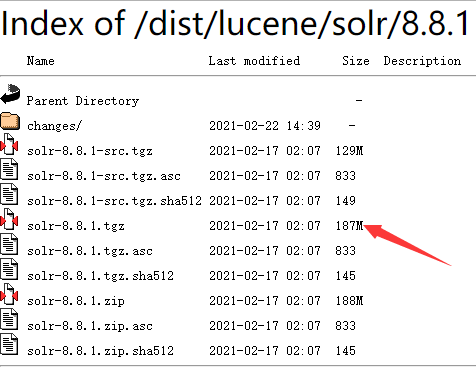 Index of /dist/lucene/solr/8.8.1
Name Last modified Size Description
Parent Directory -
changes/ 2021-02-22 14:39 -
solr-8.8.1-src.tgz 2021-02-17 02:07 129M
solr-8.8.1-src.tgz.asc 2021-02-17 02:07 833
solr-8.8.1-src.tgz.sha512 2021-02-17 02:07 149
solr-8.8.1.tgz 2021-02-17 02:07 187M
solr-8.8.1.tgz.asc 2021-02-17 02:07 833
solr-8.8.1.tgz.sha512 2021-02-17 02:07 145
solr-8.8.1.zip 2021-02-17 02:07 188M
solr-8.8.1.zip.asc 2021-02-17 02:07 833
solr-8.8.1.zip.sha512 2021-02-17 02:07 145